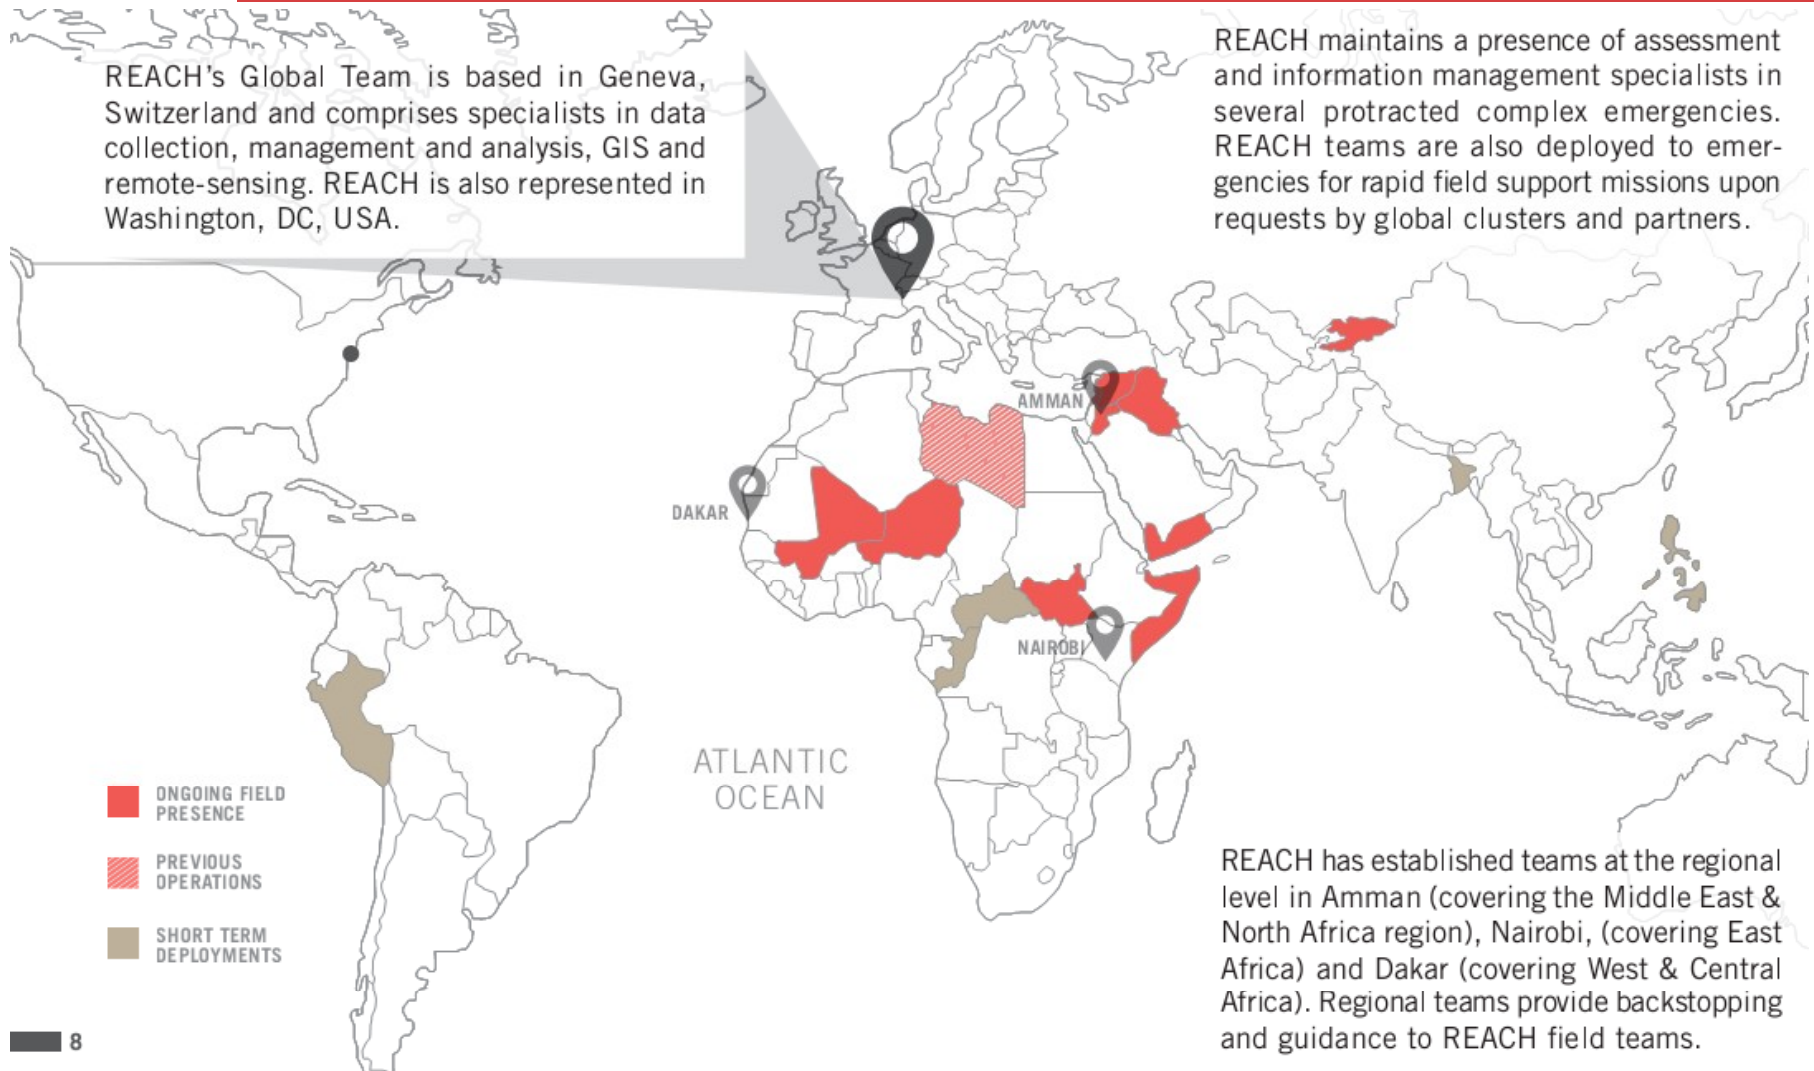 REACH's Global Team is based in Geneva,
Switzerland and comprises specialists in data
collection, management and analysis, GIS and
remote-sensing. REACH is also represented in
Washington, DC, USA.
REACH maintains a presence of assessment
and information management specialists in
several protracted complex emergencies.
REACH teams are also deployed to emer-
gencies for rapid field support missions upon
requests by global clusters and partners.
AMMAN
DAKAR
NAIROBI
ATLANTIC
OCEAN
ONGOING FIELD
PRESENCE
PREVIOUS
OPERATIONS
SHORT TERM
DEPLOYMENTS
REACH has established teams at the regional
level in Amman (covering the Middle East &
North Africa region), Nairobi, (covering East
Africa) and Dakar (covering West & Central
Africa). Regional teams provide backstopping
and guidance to REACH field teams.
8